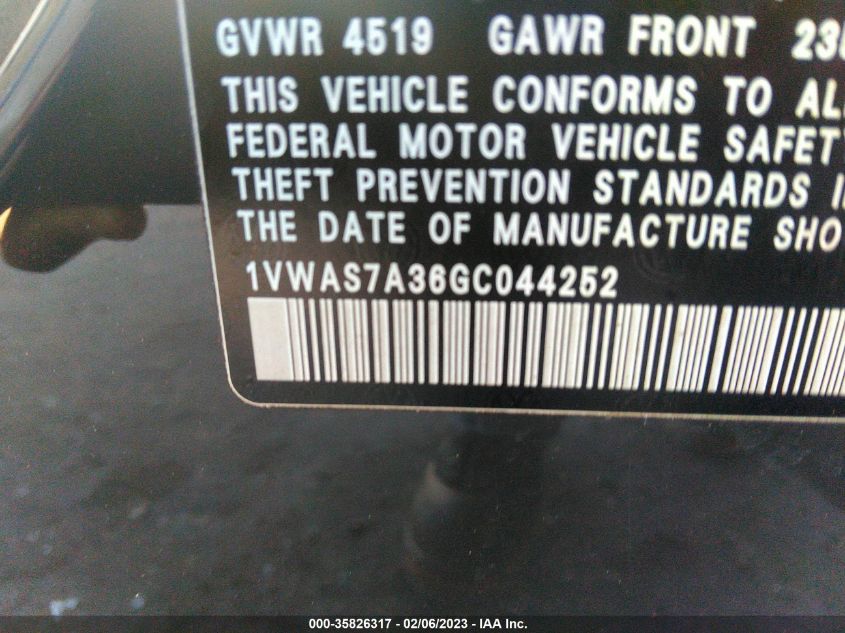 GVWR 4519 GAWR FRONT
THIS VEHICLE CONFORMS TO
FEDERAL MOTOR VEHICLE SAFETY
THEFT PREVENTION STANDARDS
THE DATE OF MANUFACTURE
1VWAS7A36GC044252
000-35826317 - 02/06/2023 - IAA Inc.